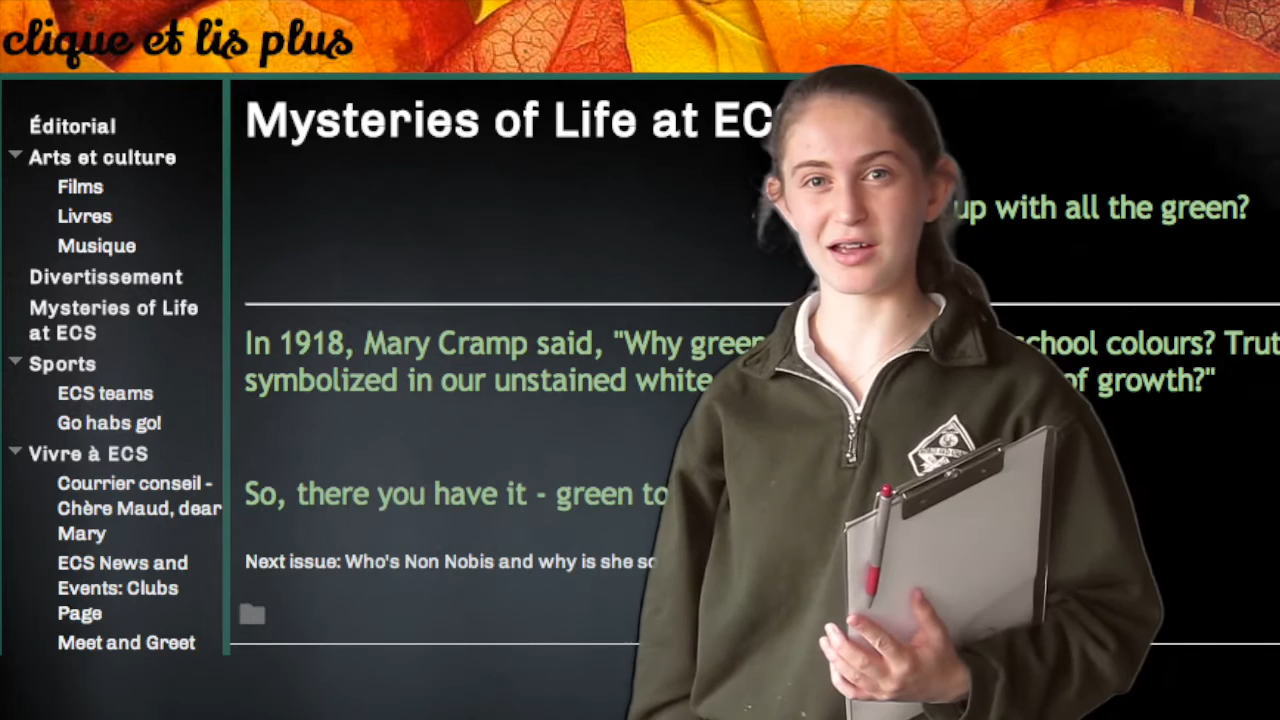 clique et lis plus
Éditorial
Arts et culture
Films
Livres
Musique
Divertissement
Mysteries of Life
at ECS
Sports
ECS teams
Go habs go!
Vivre à ECS
Courrier conseil -
Chère Maud, dear
Mary
ECS News and
Events: Clubs
Page
Meet and Greet
Mysteries of Life at ECS
up with all the green?
In 1918, Mary Cramp said, "Why green school colours?
symbolized in our unstained white of growth?"
So, there you have it - green to
Next issue: Who's Non Nobis and why is she